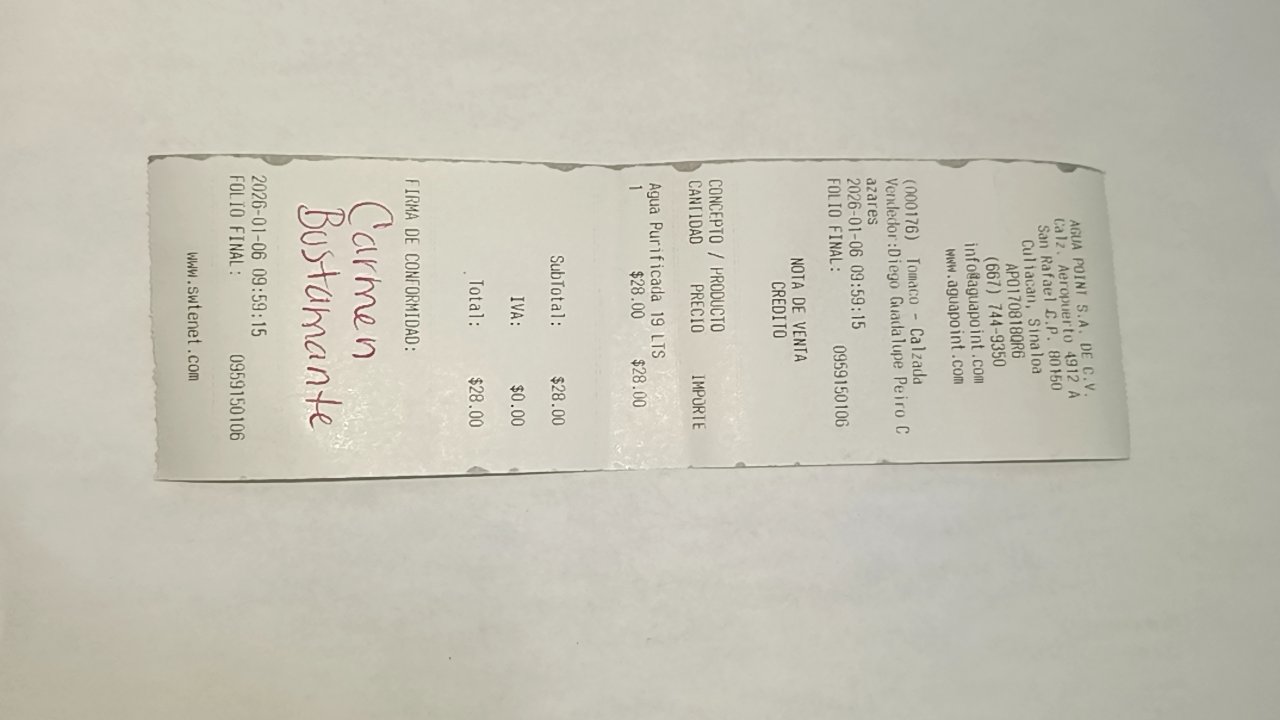 AGUA POINT S.A. DE C.V.
Calz. Aeropuerto 4912 A
San Rafael C.P. 80150
Culiacan, Sinaloa
APO170818QR6
(667) 744-9350
info@aguapoint.com
www.aguapoint.com
(000176) Tomaco - Calzada
Vendedor:Diego Guadalupe Peiro C
azares
2026-01-06 09:59:15
FOLIO FINAL: 0959150106
NOTA DE VENTA
CREDITO
CONCEPTO / PRODUCTO
CANTIDAD PRECIO IMPORTE
Agua Purificada 19 LTS
1 $28.00 $28.00
SubTotal: $28.00
IVA: $0.00
Total: $28.00
FIRMA DE CONFORMIDAD:
Carmen
Bustamante
2026-01-06 09:59:15
FOLIO FINAL: 0959150106
www.swtenet.com